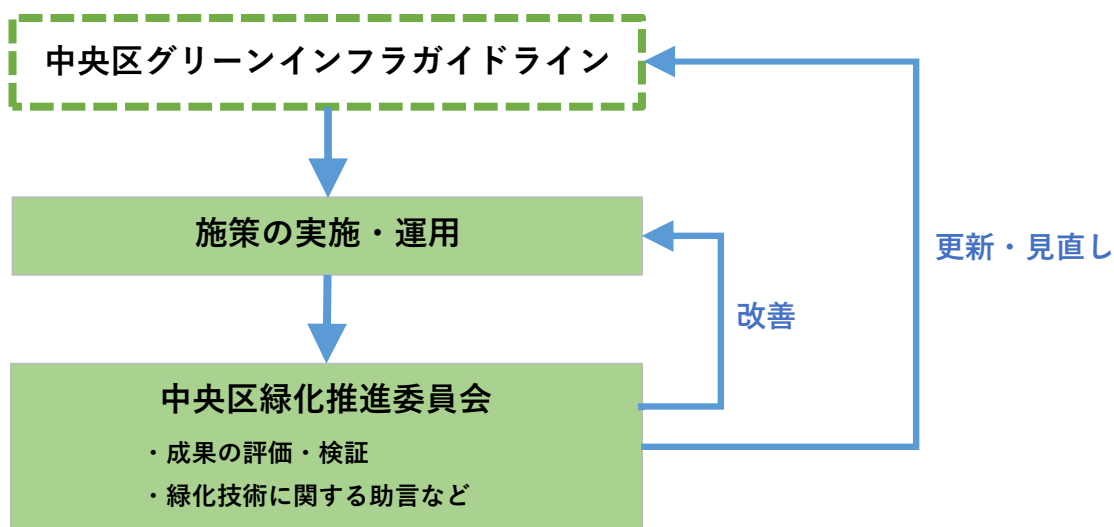 中央区グリーンインフラガイドライン
施策の実施・運用
更新・見直し
改善
中央区緑化推進委員会
・成果の評価・検証
・緑化技術に関する助言など